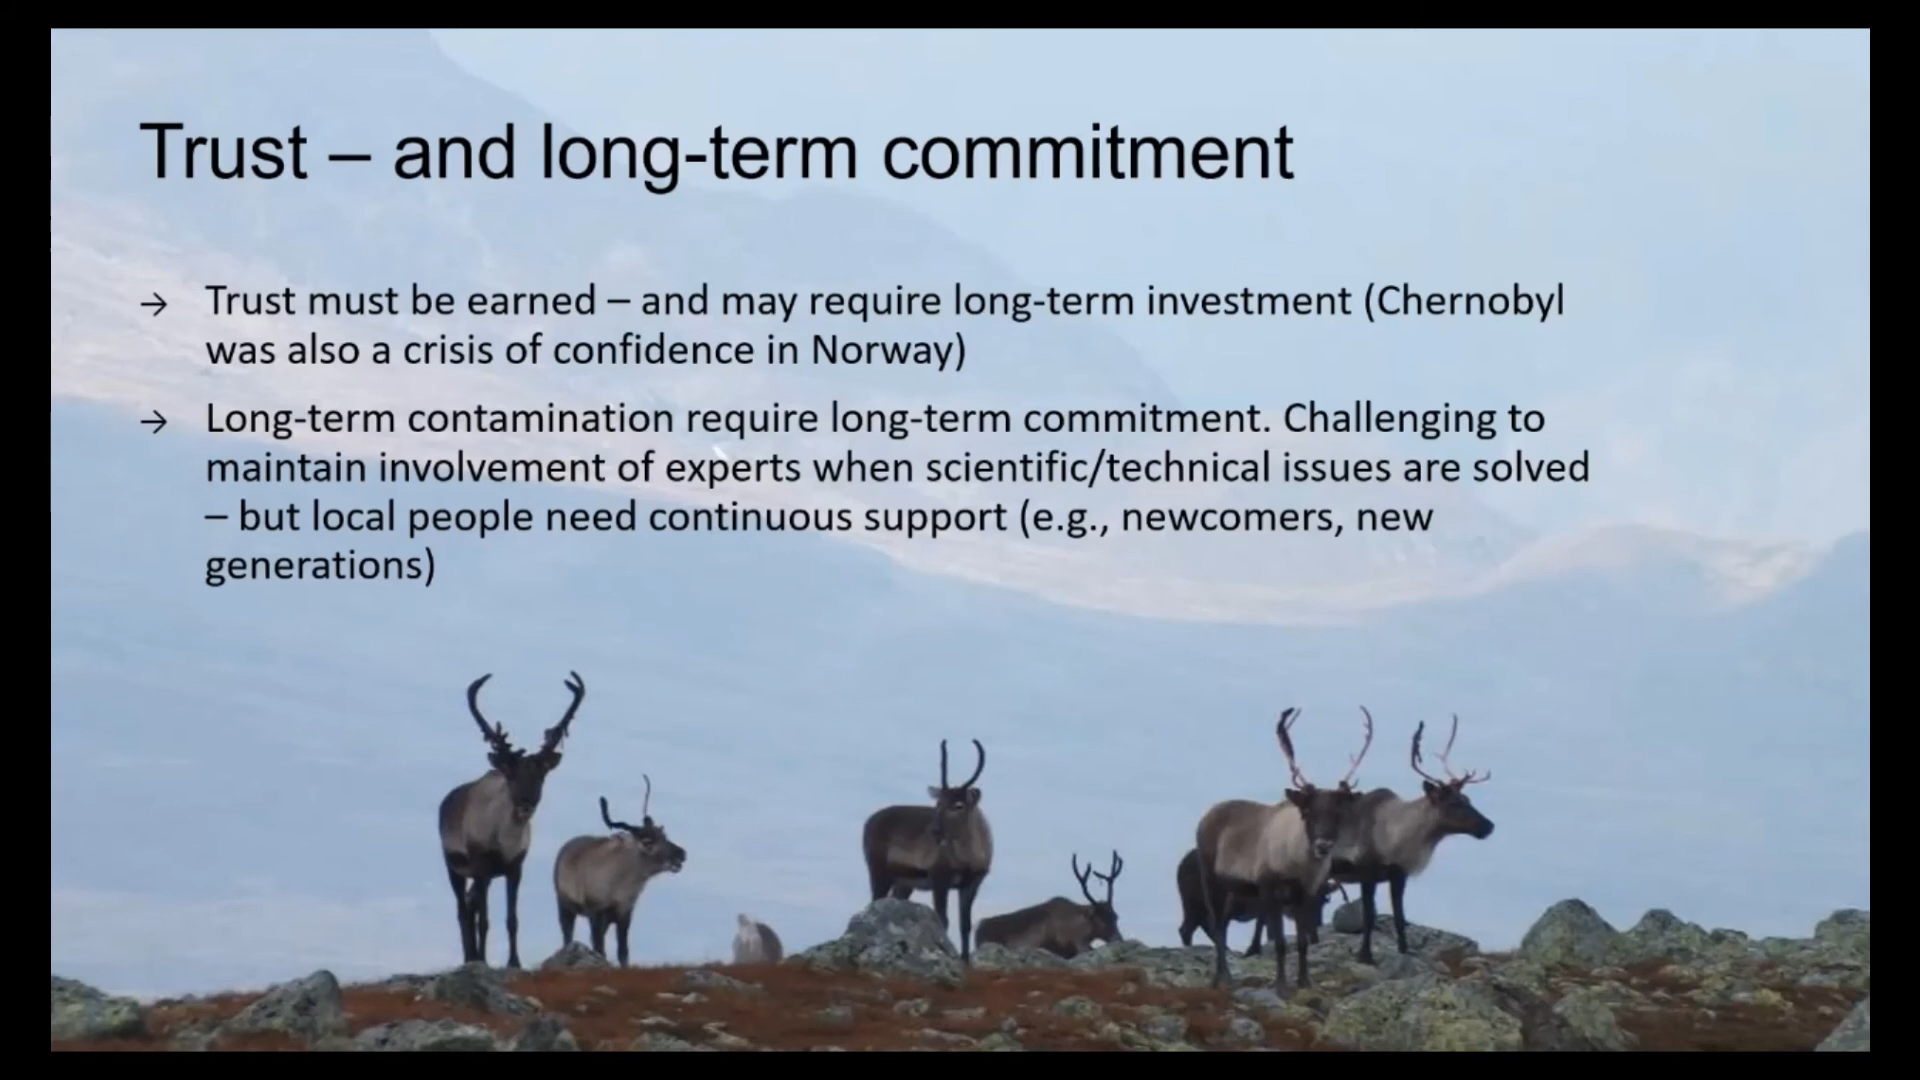 Trust – and long-term commitment
→ Trust must be earned – and may require long-term investment (Chernobyl
was also a crisis of confidence in Norway)
→ Long-term contamination require long-term commitment. Challenging to
maintain involvement of experts when scientific/technical issues are solved
– but local people need continuous support (e.g., newcomers, new
generations)